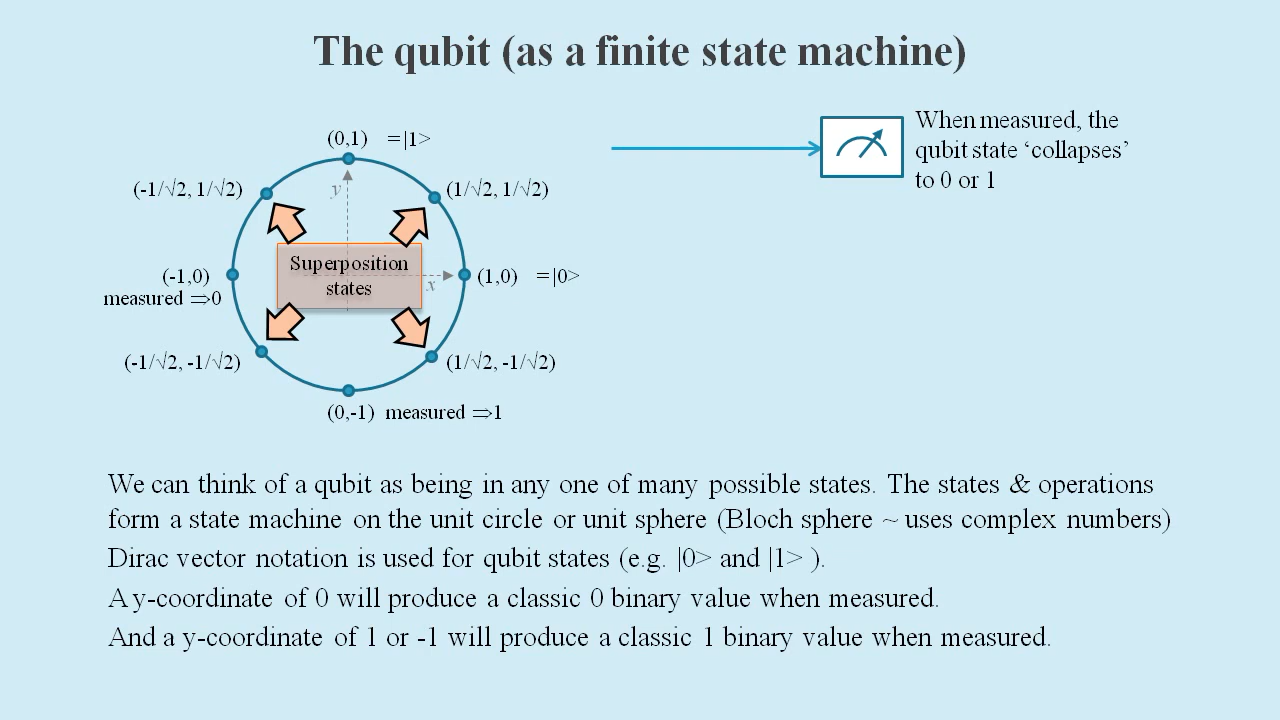 The qubit (as a finite state machine)
(0,1) =|1>
When measured, the
qubit state ‘collapses’
to 0 or 1
(-1/√2, 1/√2)
y
(1/√2, 1/√2)
Superposition
states
(-1,0)
measured ⇒0
x
(1,0) =|0>
(-1/√2, -1/√2)
(1/√2, -1/√2)
(0,-1) measured ⇒1
We can think of a qubit as being in any one of many possible states. The states & operations
form a state machine on the unit circle or unit sphere (Bloch sphere ~ uses complex numbers)
Dirac vector notation is used for qubit states (e.g. |0> and |1> ).
A y-coordinate of 0 will produce a classic 0 binary value when measured.
And a y-coordinate of 1 or -1 will produce a classic 1 binary value when measured.